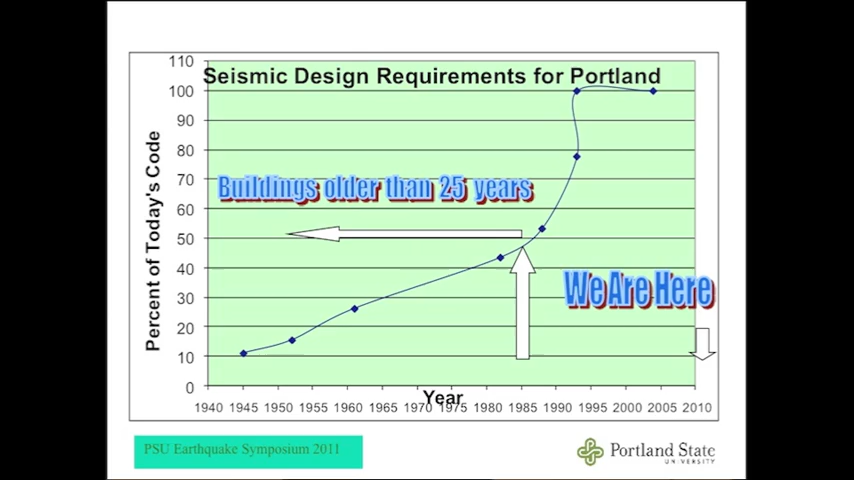 Seismic Design Requirements for Portland
Percent of Today's Code
110
100
90
80
70
60
50
40
30
20
10
0
Buildings older than 25 years
We Are Here
Year
1940 1945 1950 1955 1960 1965 1970 1975 1980 1985 1990 1995 2000 2005 2010
PSU Earthquake Symposium 2011
Portland State
UNIVERSITY